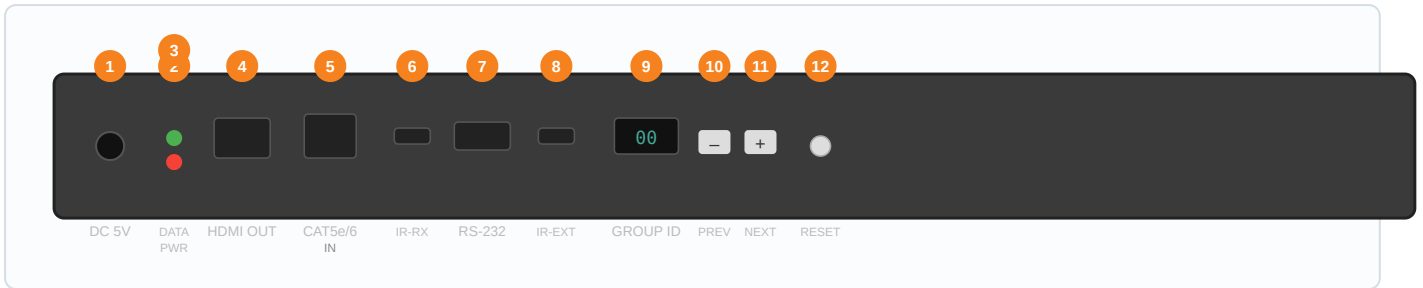 3
1 2 4 5 6 7 8 9 10 11 12
00 – +
DC 5V DATA HDMI OUT CAT5e/6 IR-RX RS-232 IR-EXT GROUP ID PREV NEXT RESET
PWR IN